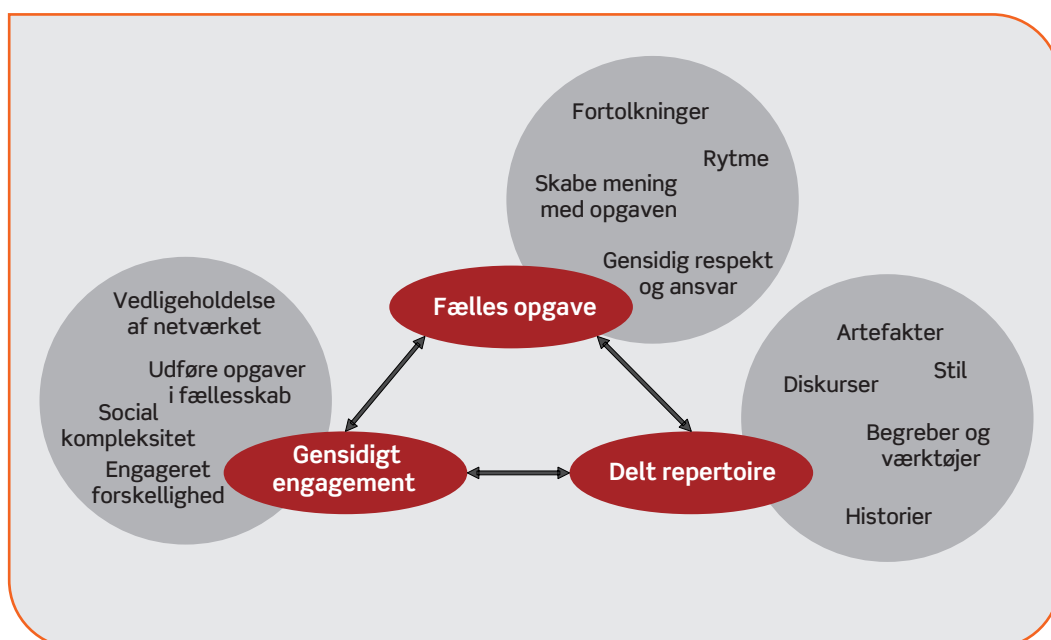 Fortolkninger
Rytme
Skabe mening
med opgaven
Gensidig respekt
og ansvar
Fælles opgave
Vedligeholdelse
af netværket
Udføre opgaver
i fællesskab
Social
kompleksitet
Engageret
forskellighed
Gensidigt
engagement
Artefakter
Stil
Diskurser
Begreber og
værktøjer
Historier
Delt repertoire